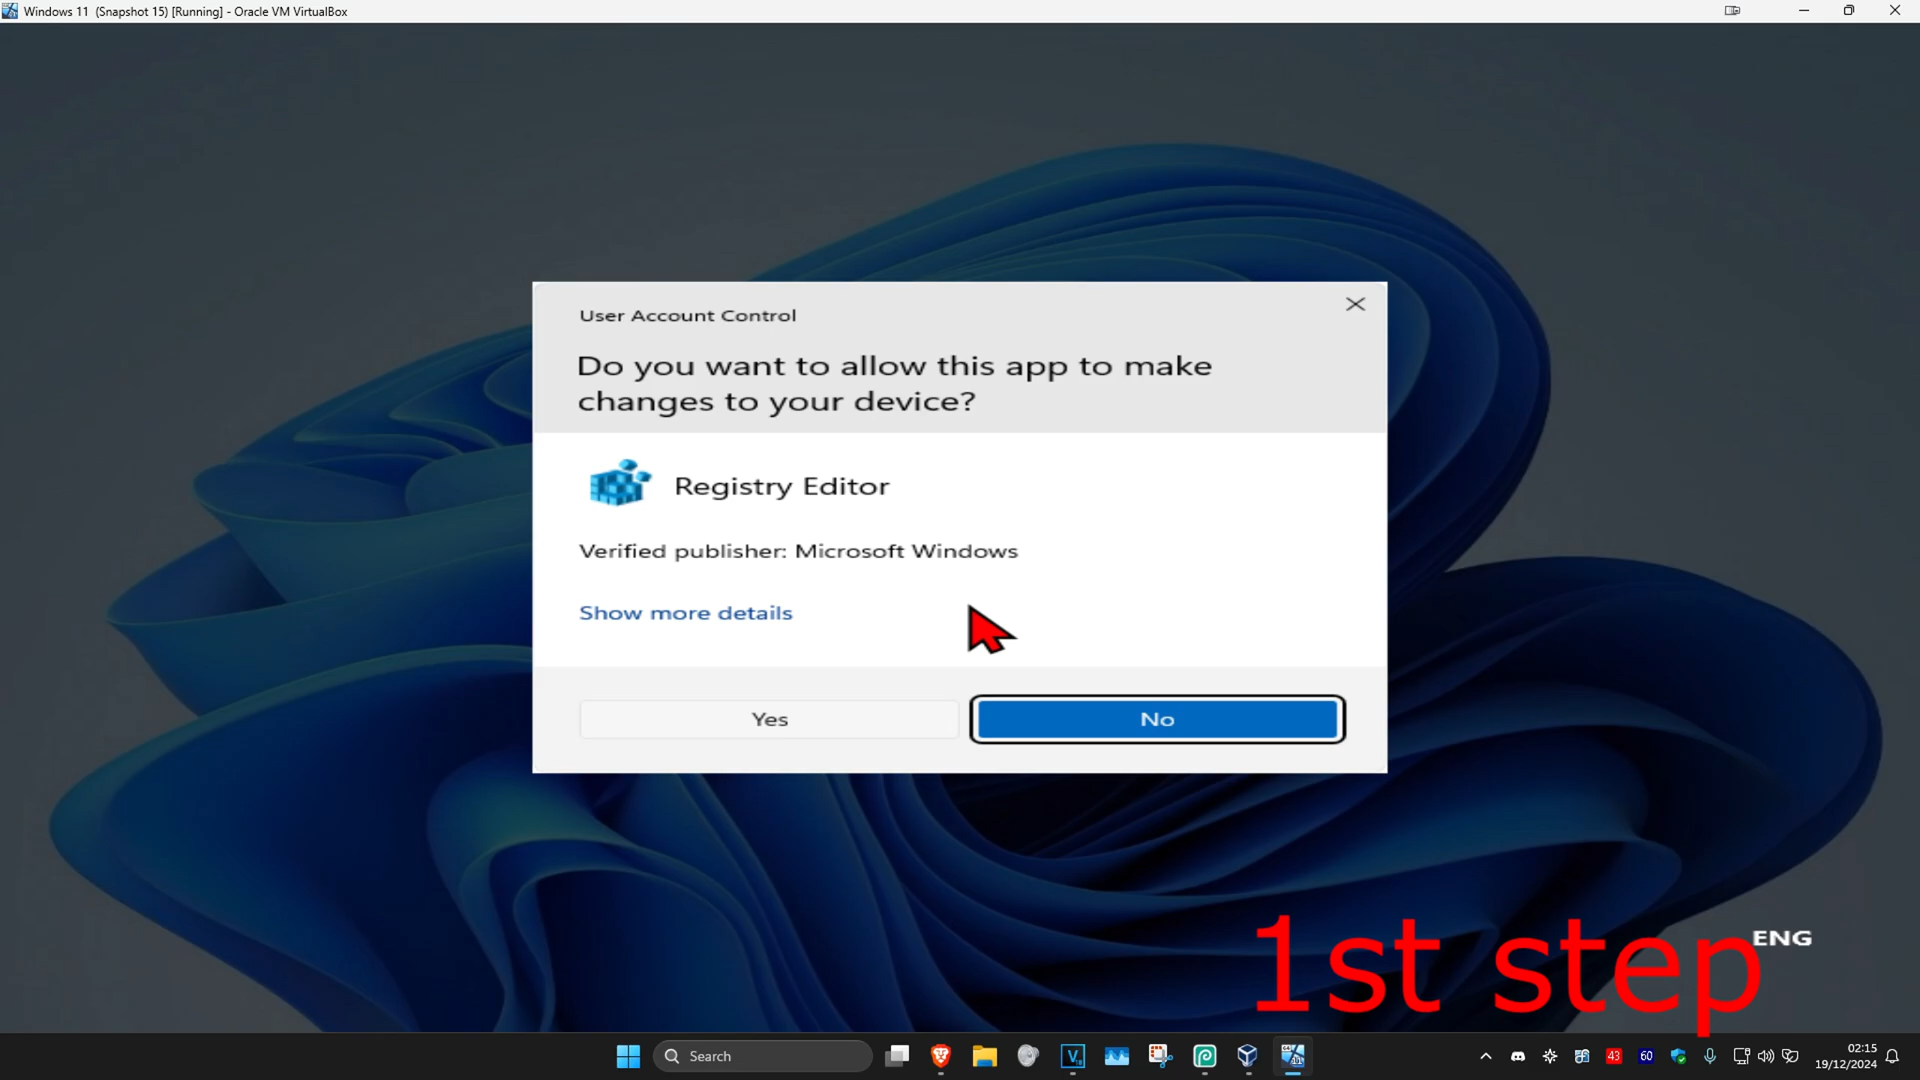 Windows 11 (Snapshot 15) [Running] - Oracle VM VirtualBox
User Account Control
Do you want to allow this app to make
changes to your device?
Registry Editor
Verified publisher: Microsoft Windows
Show more details
Yes
No
1st step
ENG
Search
43
60
02:15
19/12/2024